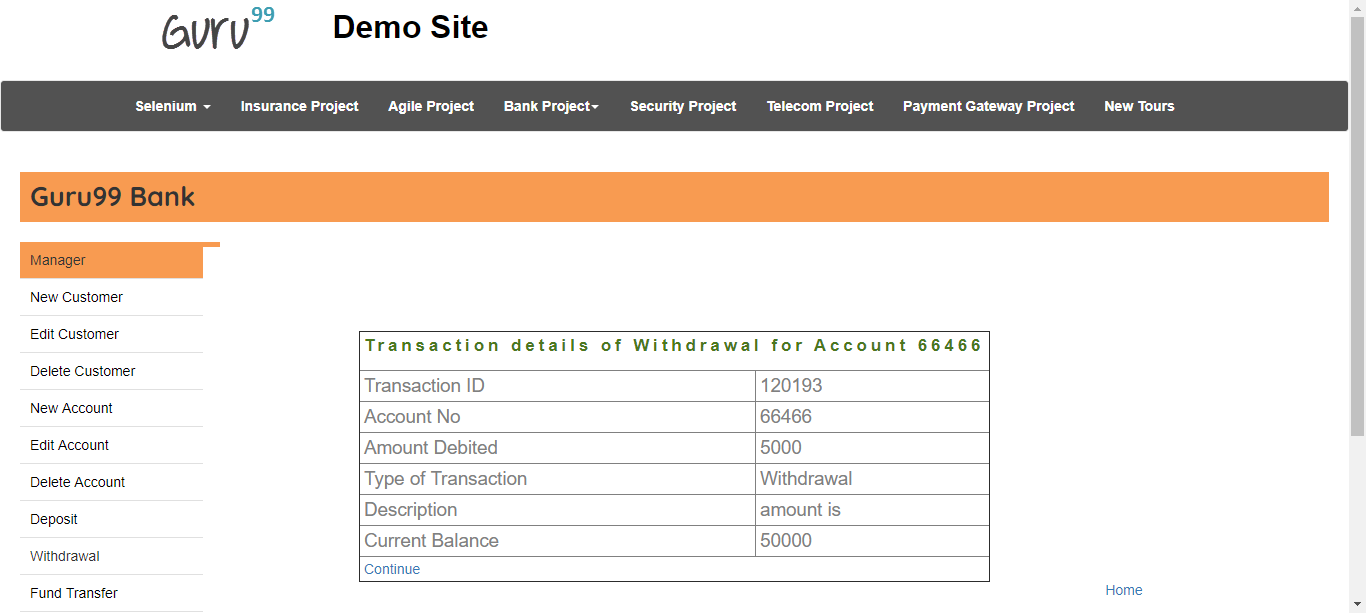 Guru99 Demo Site
Selenium Insurance Project Agile Project Bank Project Security Project Telecom Project Payment Gateway Project New Tours
Guru99 Bank
Manager
New Customer
Edit Customer
Delete Customer
New Account
Edit Account
Delete Account
Deposit
Withdrawal
Fund Transfer
Transaction details of Withdrawal for Account 66466
Transaction ID 120193
Account No 66466
Amount Debited 5000
Type of Transaction Withdrawal
Description amount is
Current Balance 50000
Continue
Home